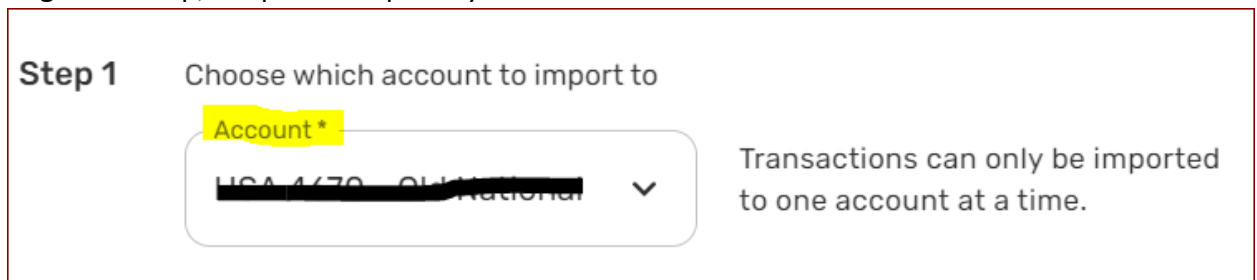 Step 1 Choose which account to import to
Account *
Transactions can only be imported
to one account at a time.